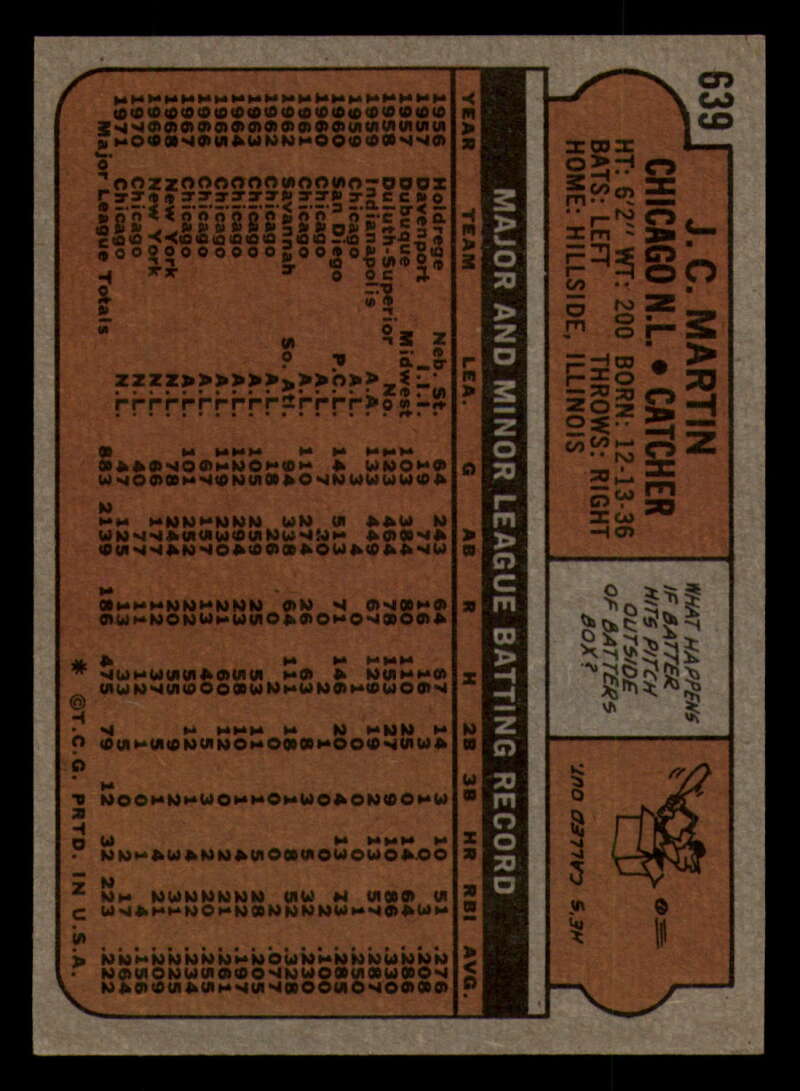 639
J. C. MARTIN
CHICAGO N.L. • CATCHER
HT: 6'2" WT: 200 BORN: 12-13-36
BATS: LEFT THROWS: RIGHT
HOME: HILLSIDE, ILLINOIS
WHAT HAPPENS
IF BATTER
HITS PITCH
OUTSIDE
OF BATTERS
BOX?
HE'S CALLED OUT.
MAJOR AND MINOR LEAGUE BATTING RECORD
YEAR TEAM LEA. G AB R H 2B 3B HR RBI AVG.
1956 Holdrege Neb. St. 64 243 64 67 14 3 10 51 .276
1957 Davenport I.I.I. 19 77 16 16 3 1 0 3 .208
1957 Dubuque Midwest 103 384 80 110 25 0 14 64 .286
1958 Duluth-Superior No. 123 464 78 153 27 9 10 86 .330
1959 Indianapolis A.A. 133 449 67 129 19 2 13 57 .287
1959 Chicago A.L. 3 4 0 1 0 0 0 1 .250
1960 San Diego P.C.L. 142 513 71 146 20 4 13 73 .285
1960 Chicago A.L. 7 20 0 2 1 0 0 2 .100
1961 Chicago A.L. 110 274 26 63 8 3 5 32 .230
1962 Savannah So. Atl. 94 338 64 111 18 1 8 52 .328
1962 Chicago A.L. 18 26 0 2 0 0 0 2 .077
1963 Chicago A.L. 105 259 25 53 11 1 5 28 .205
1964 Chicago A.L. 122 294 23 58 10 1 4 22 .197
1965 Chicago A.L. 119 230 21 60 12 0 2 21 .261
1966 Chicago A.L. 67 157 13 40 5 3 2 20 .255
1967 Chicago A.L. 101 252 22 59 12 1 4 22 .234
1968 New York N.L. 78 244 20 55 9 2 3 31 .225
1969 New York N.L. 66 177 12 37 5 1 4 21 .209
1970 Chicago N.L. 40 77 11 12 1 0 1 4 .156
1971 Chicago N.L. 47 125 13 33 5 0 2 17 .264
Major League Totals 883 2139 186 475 79 12 32 223 .222
* ©T.C.G. PRTD. IN U.S.A.